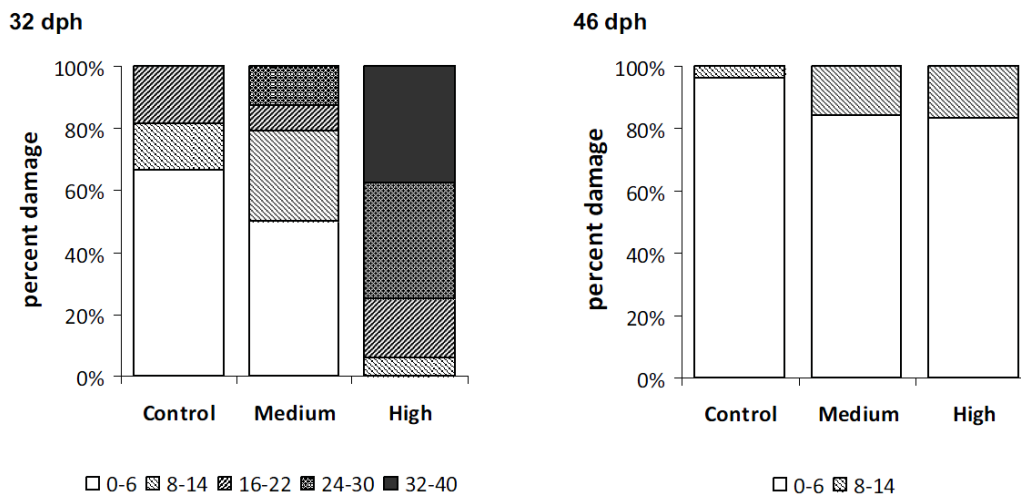 32 dph
percent damage
100%
80%
60%
40%
20%
0%
Control Medium High
0-6 8-14 16-22 24-30 32-40
46 dph
percent damage
100%
80%
60%
40%
20%
0%
Control Medium High
0-6 8-14